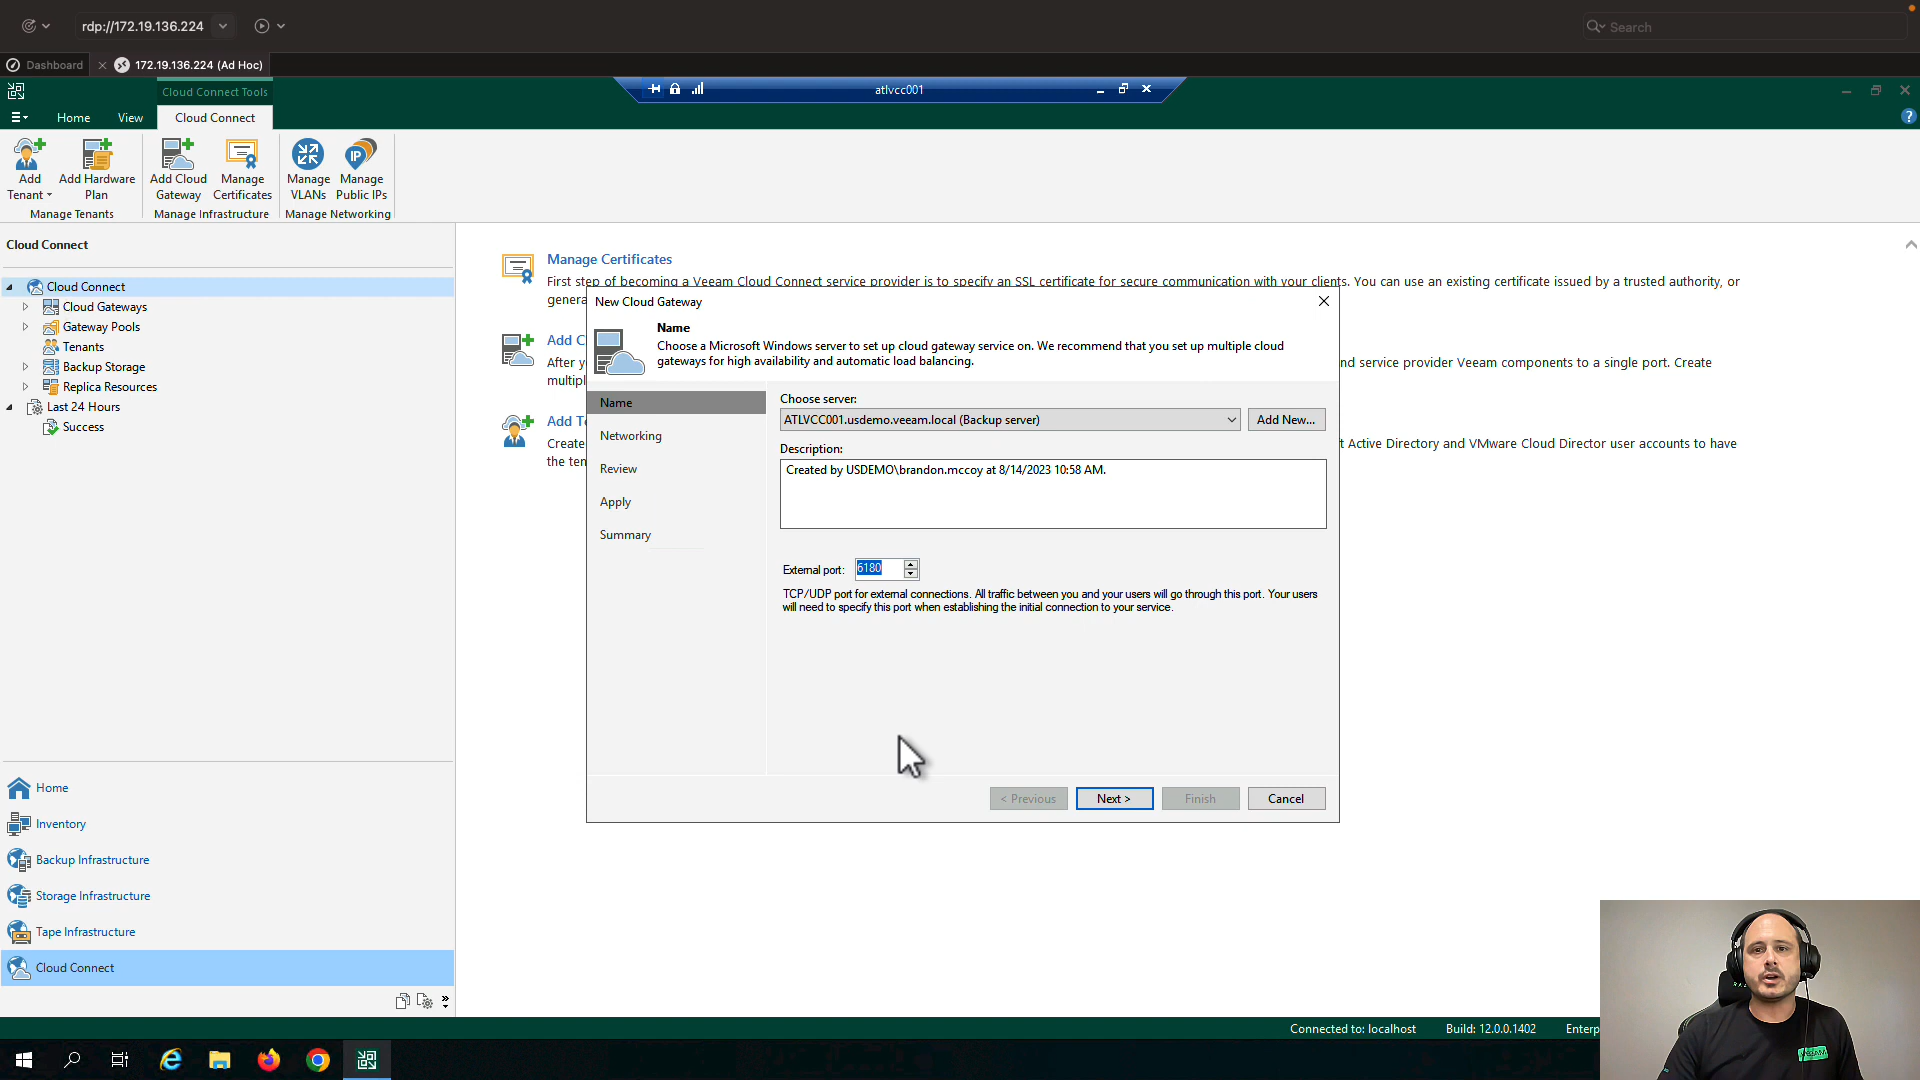 rdp://172.19.136.224
Search
Dashboard
172.19.136.224 (Ad Hoc)
Cloud Connect Tools
atlvcc001
Home
View
Cloud Connect
Add Tenant
Add Hardware Plan
Add Cloud Gateway
Manage Certificates
Manage VLANs
Manage Public IPs
Manage Tenants
Manage Infrastructure
Manage Networking
Cloud Connect
Cloud Connect
Cloud Gateways
Gateway Pools
Tenants
Backup Storage
Replica Resources
Last 24 Hours
Success
Home
Inventory
Backup Infrastructure
Storage Infrastructure
Tape Infrastructure
Cloud Connect
Manage Certificates
First step of becoming a Veeam Cloud Connect service provider is to specify an SSL certificate for secure communication with your clients. You can use an existing certificate issued by a trusted authority, or
genera
Add C
After y
nd service provider Veeam components to a single port. Create
multipl
Add Te
Create
t Active Directory and VMware Cloud Director user accounts to have
the ten
New Cloud Gateway
Name
Choose a Microsoft Windows server to set up cloud gateway service on. We recommend that you set up multiple cloud
gateways for high availability and automatic load balancing.
Name
Networking
Review
Apply
Summary
Choose server:
ATLVCC001.usdemo.veeam.local (Backup server)
Add New...
Description:
Created by USDEMO\brandon.mccoy at 8/14/2023 10:58 AM.
External port: 6180
TCP/UDP port for external connections. All traffic between you and your users will go through this port. Your users
will need to specify this port when establishing the initial connection to your service.
< Previous
Next >
Finish
Cancel
Connected to: localhost
Build: 12.0.0.1402
Enterp
VEEAM